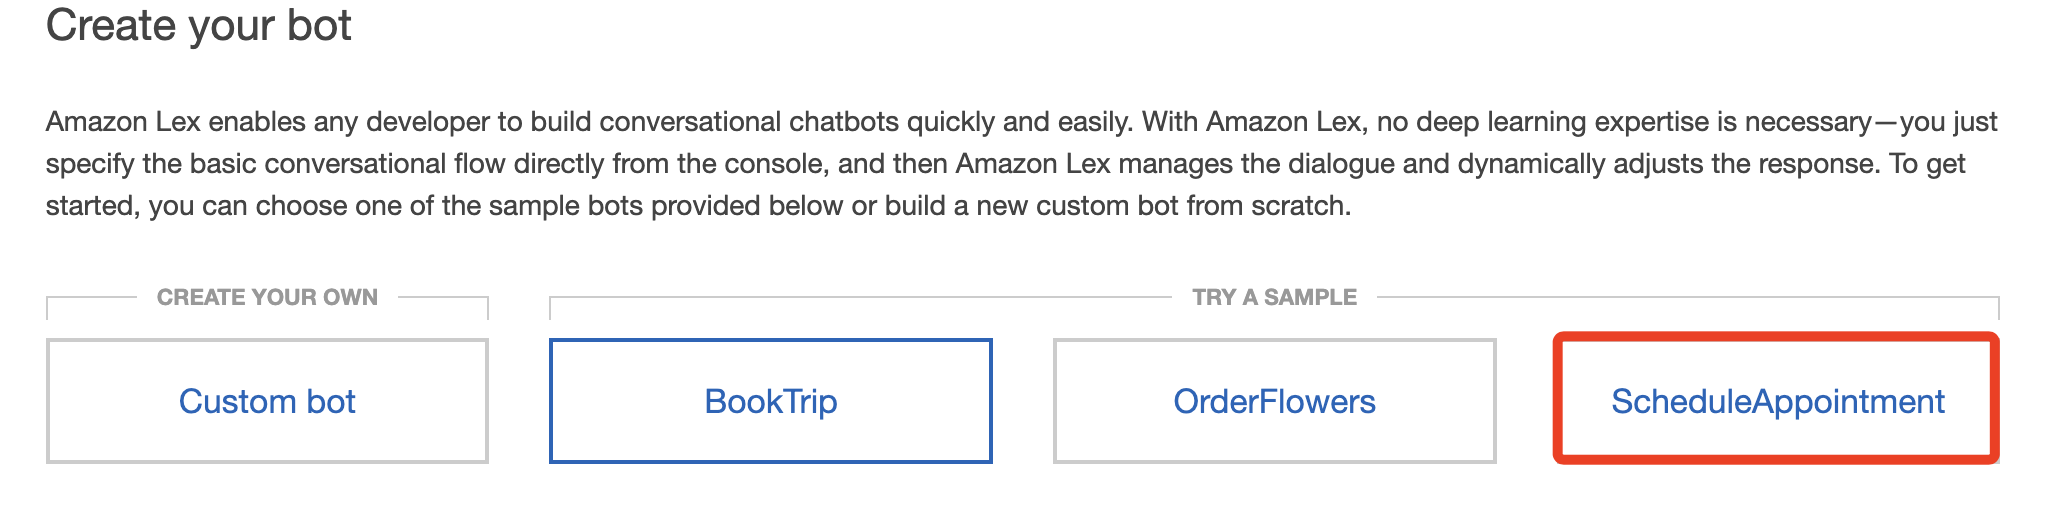 Create your bot
Amazon Lex enables any developer to build conversational chatbots quickly and easily. With Amazon Lex, no deep learning expertise is necessary—you just
specify the basic conversational flow directly from the console, and then Amazon Lex manages the dialogue and dynamically adjusts the response. To get
started, you can choose one of the sample bots provided below or build a new custom bot from scratch.
CREATE YOUR OWN
TRY A SAMPLE
Custom bot
BookTrip
OrderFlowers
ScheduleAppointment